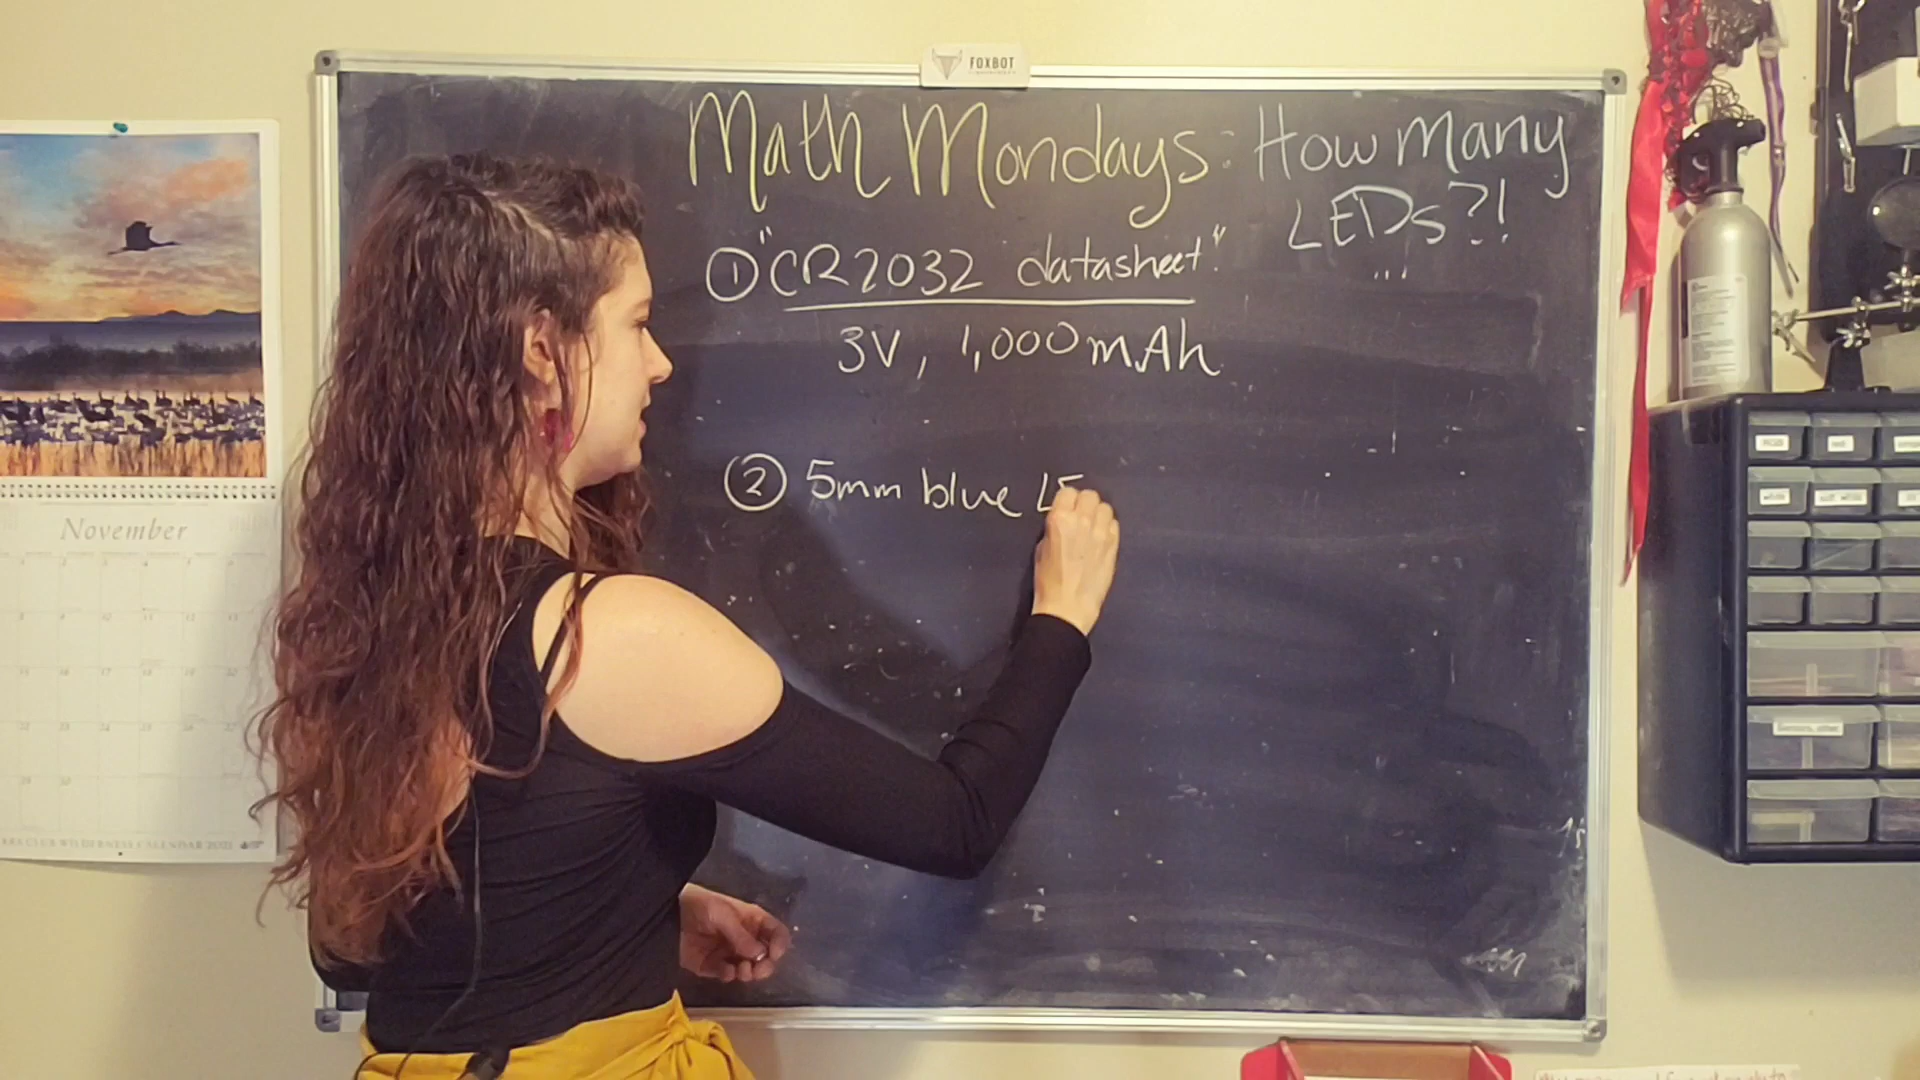 FOXBOT
Math Mondays: How many
LEDs?!
...
① "CR2032 datasheet"
3V, 1,000mAh
② 5mm blue LE
November